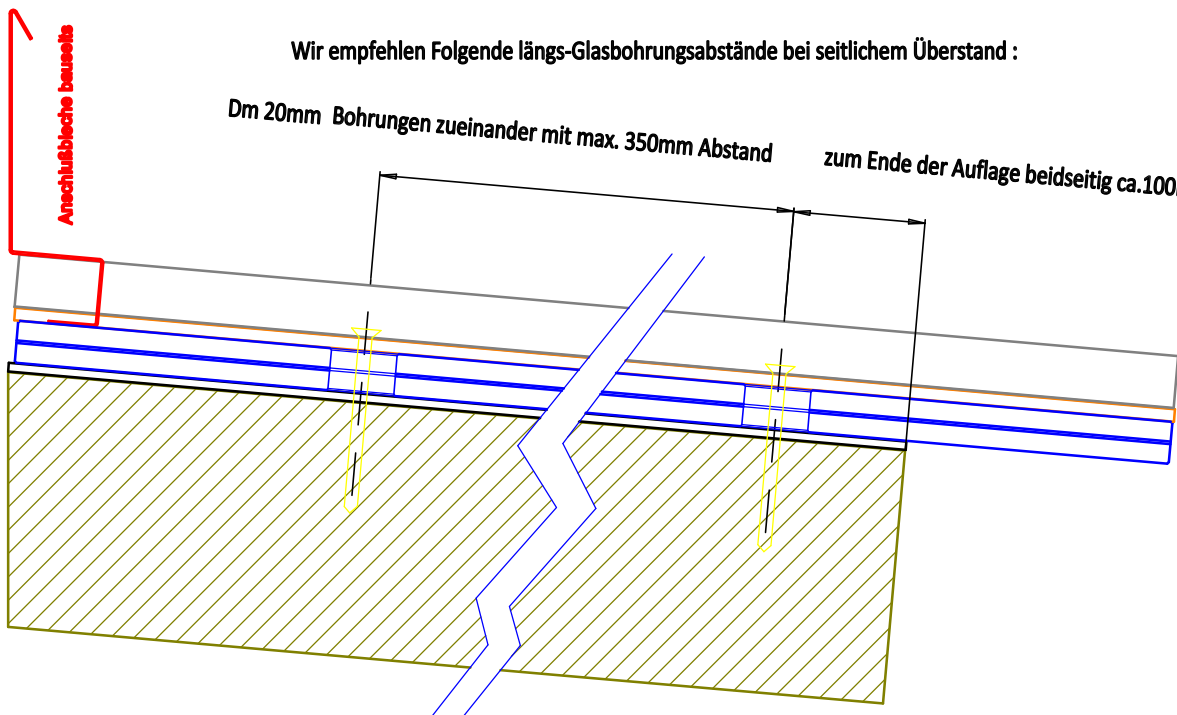 Wir empfehlen Folgende längs-Glasbohrungsabstände bei seitlichem Überstand :
Dm 20mm Bohrungen zueinander mit max. 350mm Abstand
zum Ende der Auflage beidseitig ca.100
Anschlußbleche bauseits